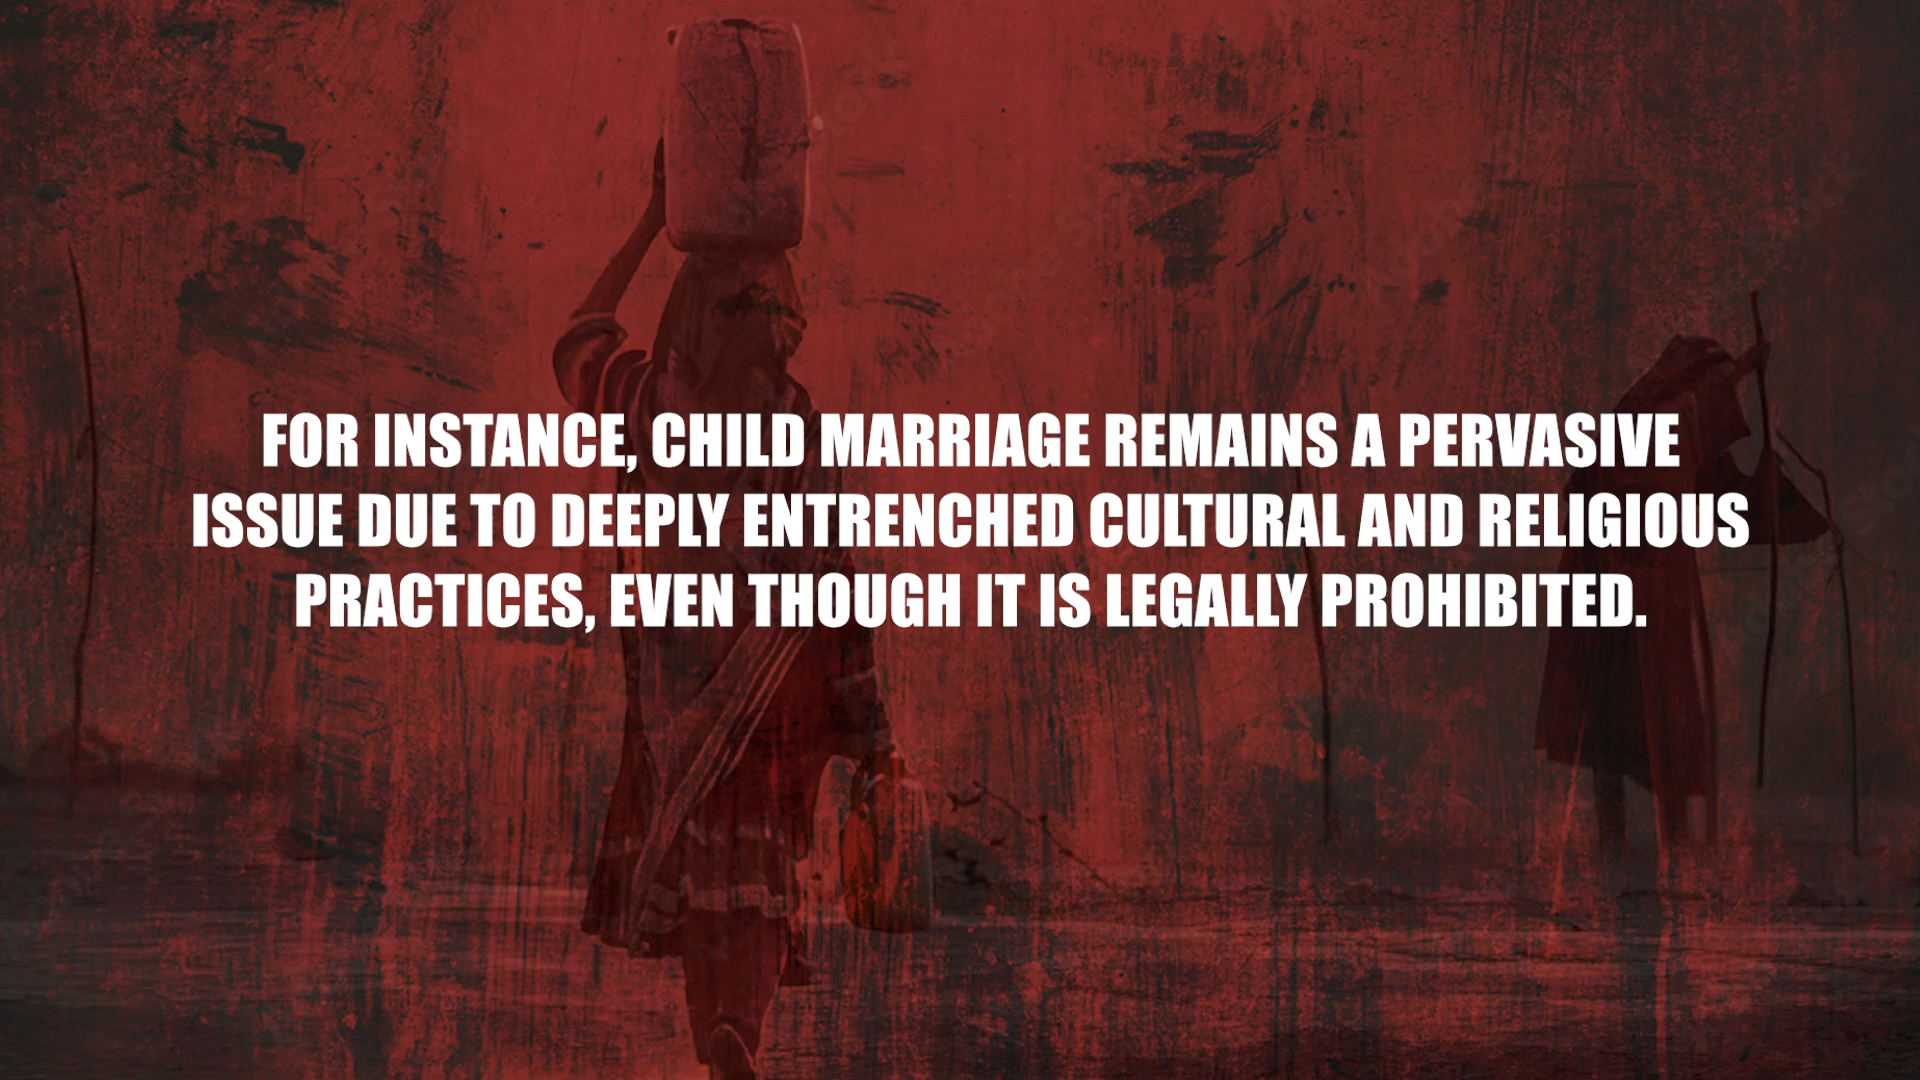 FOR INSTANCE, CHILD MARRIAGE REMAINS A PERVASIVE
ISSUE DUE TO DEEPLY ENTRENCHED CULTURAL AND RELIGIOUS
PRACTICES, EVEN THOUGH IT IS LEGALLY PROHIBITED.